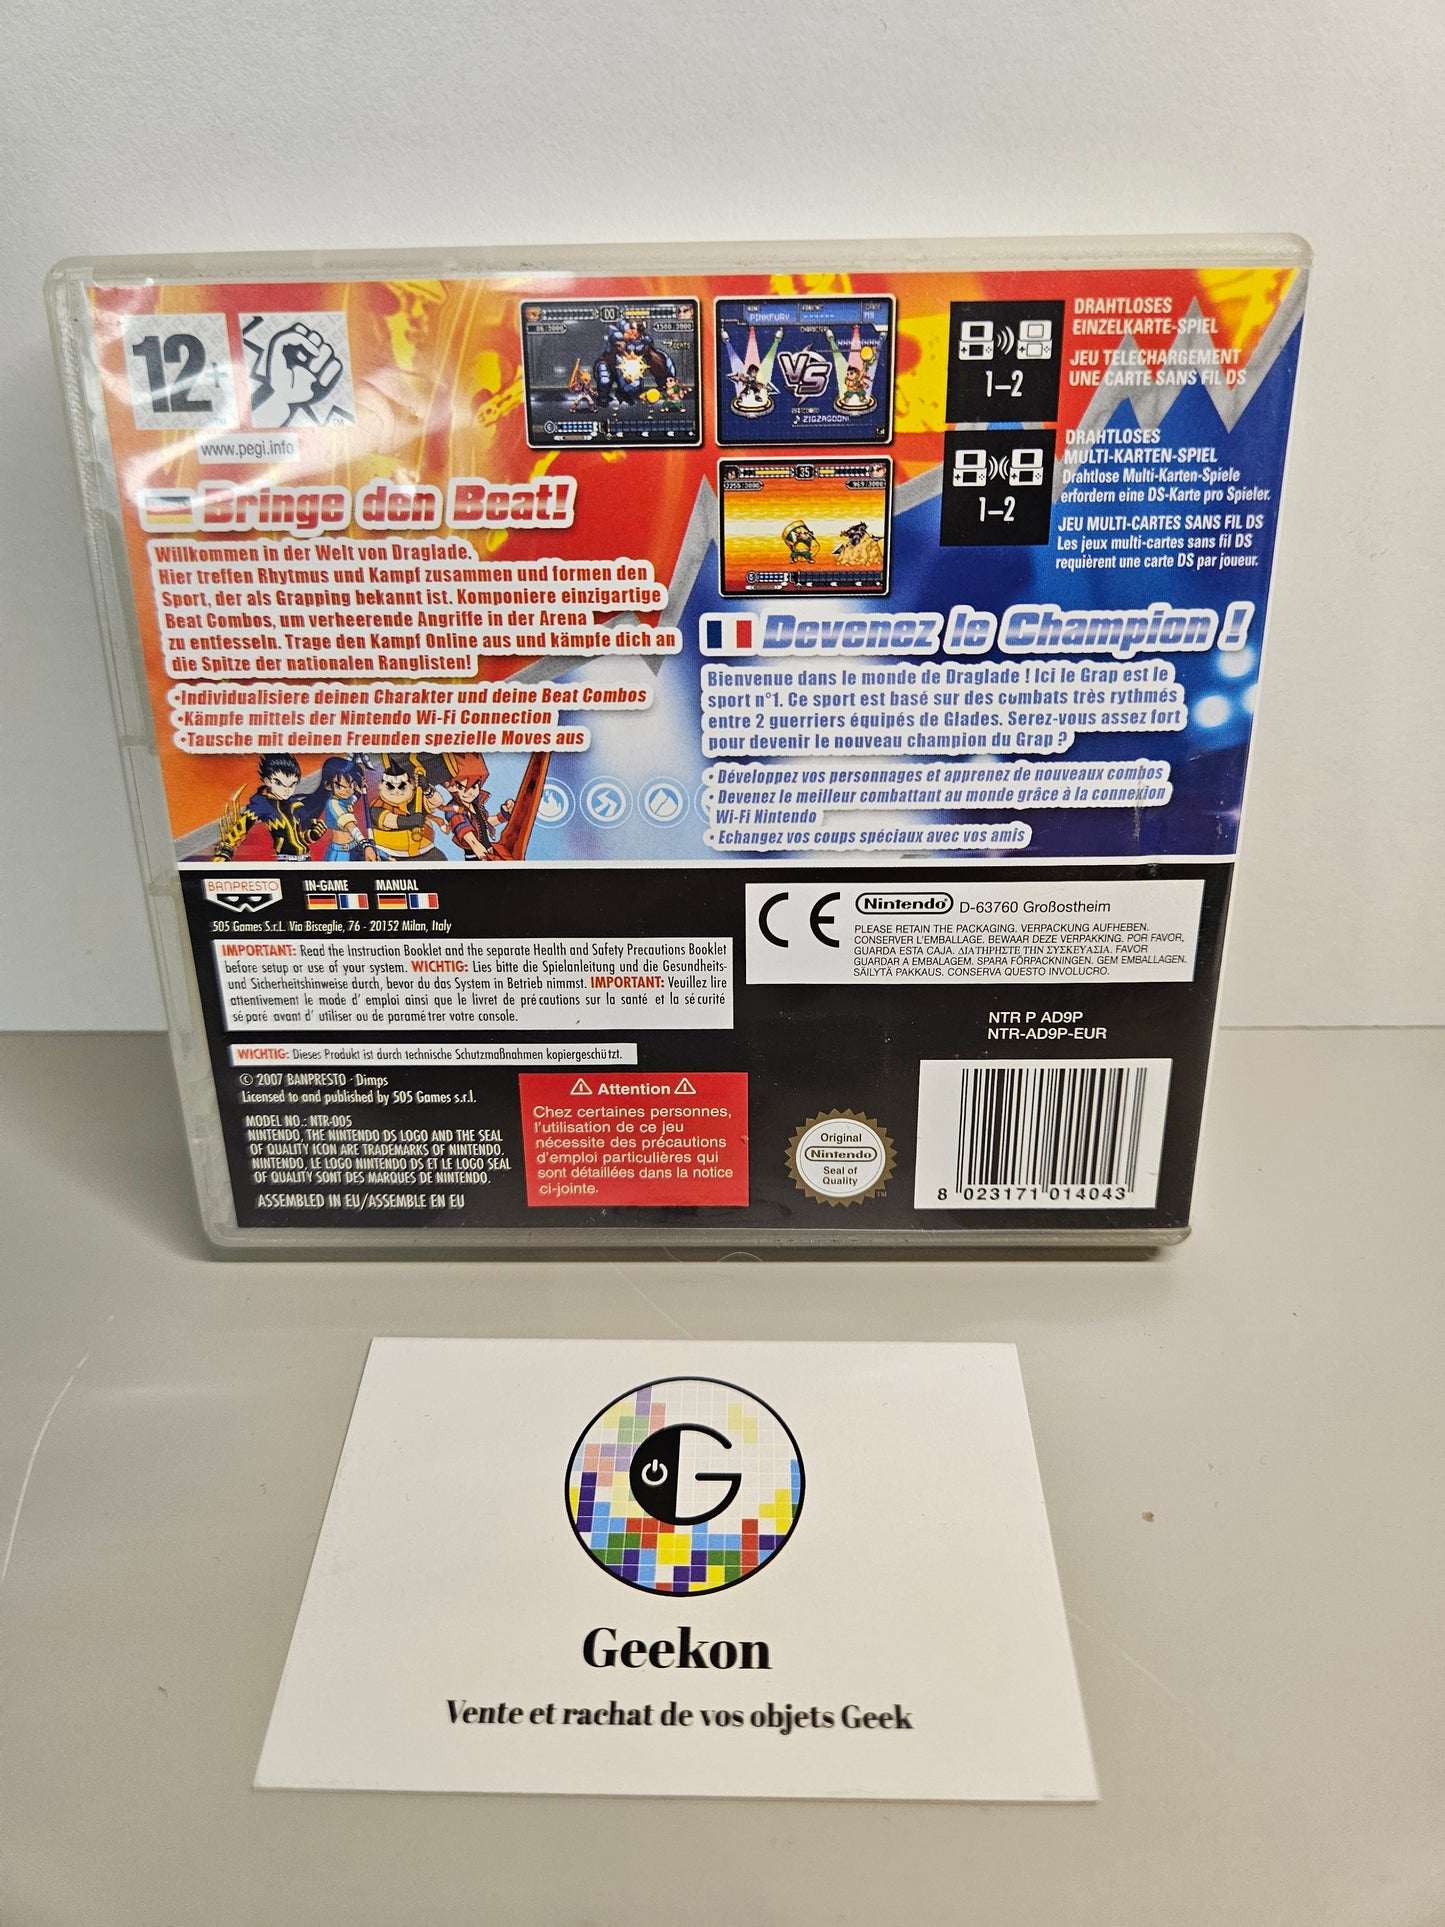 12+
www.pegi.info
Bringe den Beat!
Willkommen in der Welt von Draglade.
Hier treffen Rhytmus und Kampf zusammen und formen den
Sport, der als Grapping bekannt ist. Komponiere einzigartige
Beat Combos, um verheerende Angriffe in der Arena
zu entfesseln. Trage den Kampf Online aus und kämpfe dich an
die Spitze der nationalen Ranglisten!
•Individualisiere deinen Charakter und deine Beat Combos
•Kämpfe mittels der Nintendo Wi-Fi Connection
•Tausche mit deinen Freunden spezielle Moves aus
PINKFURY
VS
ZIGZAGOON!
35
DRAHTLOSES
EINZELKARTE-SPIEL
JEU TÉLÉCHARGEMENT
UNE CARTE SANS FIL DS
1–2
DRAHTLOSES
MULTI-KARTEN-SPIEL
Drahtlose Multi-Karten-Spiele
erfordern eine DS-Karte pro Spieler.
JEU MULTI-CARTES SANS FIL DS
Les jeux multi-cartes sans fil DS
requièrent une carte DS par joueur.
1–2
Devenez le Champion !
Bienvenue dans le monde de Draglade ! Ici le Grap est le
sport n°1. Ce sport est basé sur des combats très rythmés
entre 2 guerriers équipés de Glades. Serez-vous assez fort
pour devenir le nouveau champion du Grap ?
• Développez vos personnages et apprenez de nouveaux combos
• Devenez le meilleur combattant au monde grâce à la connexion
Wi-Fi Nintendo
• Echangez vos coups spéciaux avec vos amis
BANPRESTO
IN-GAME
MANUAL
505 Games S.r.L. Via Bisceglie, 76 - 20152 Milan, Italy
IMPORTANT: Read the Instruction Booklet and the separate Health and Safety Precautions Booklet
before setup or use of your system. WICHTIG: Lies bitte die Spielanleitung und die Gesundheits-
und Sicherheitshinweise durch, bevor du das System in Betrieb nimmst. IMPORTANT: Veuillez lire
attentivement le mode d' emploi ainsi que le livret de pré cautions sur la santé et la sé curité
sé paré avant d' utiliser ou de paramé trer votre console.
WICHTIG: Dieses Produkt ist durch technische Schutzmaßnahmen kopiergeschü tzt.
© 2007 BANPRESTO - Dimps
Licensed to and published by 505 Games s.r.l.
MODEL NO.: NTR-005
NINTENDO, THE NINTENDO DS LOGO AND THE SEAL
OF QUALITY ICON ARE TRADEMARKS OF NINTENDO.
NINTENDO, LE LOGO NINTENDO DS ET LE LOGO SEAL
OF QUALITY SONT DES MARQUES DE NINTENDO.
ASSEMBLED IN EU/ASSEMBLE EN EU
⚠ Attention ⚠
Chez certaines personnes,
l'utilisation de ce jeu
nécessite des précautions
d'emploi particulières qui
sont détaillées dans la notice
ci-jointe.
CE
Nintendo D-63760 Großostheim
PLEASE RETAIN THE PACKAGING. VERPACKUNG AUFHEBEN.
CONSERVER L'EMBALLAGE. BEWAAR DEZE VERPAKKING. POR FAVOR,
GUARDA ESTA CAJA. ΔΙΑΤΗΡΗΣΤΕ ΤΗΝ ΣΥΣΚΕΥΑΣΙΑ. FAVOR
GUARDAR A EMBALAGEM. SPARA FÖRPACKNINGEN. GEM EMBALLAGEN.
SÄILYTÄ PAKKAUS. CONSERVA QUESTO INVOLUCRO.
NTR P AD9P
NTR-AD9P-EUR
Original
Nintendo
Seal of
Quality
TM
8 023171 014043
G
Geekon
Vente et rachat de vos objets Geek